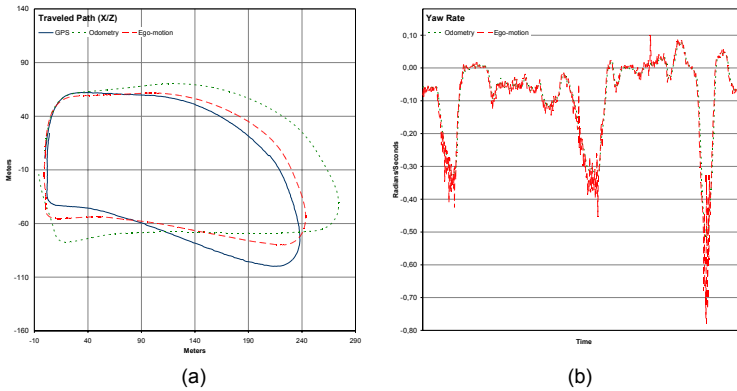 Traveled Path (X/Z)
GPS Odometry Ego-motion
140
90
40
-10
-60
-110
-160
Meters
-10 40 90 140 190 240 290
Meters
(a)
Yaw Rate
Odometry Ego-motion
0,10
0,00
-0,10
-0,20
-0,30
-0,40
-0,50
-0,60
-0,70
-0,80
Radians/Seconds
Time
(b)